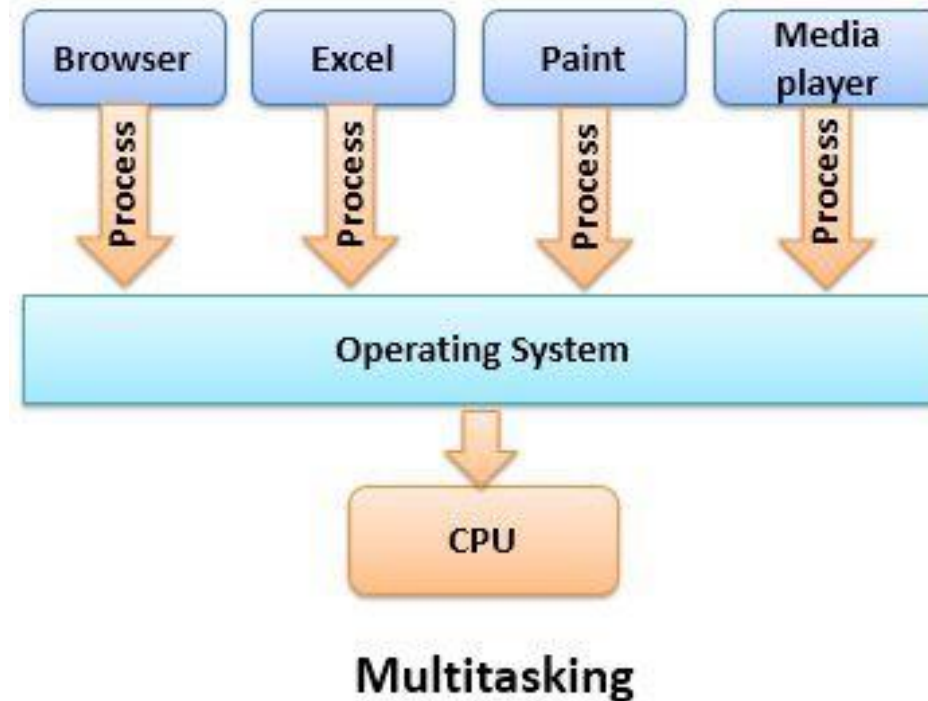 Browser
Excel
Paint
Media
player
Process
Process
Process
Process
Operating System
CPU
Multitasking